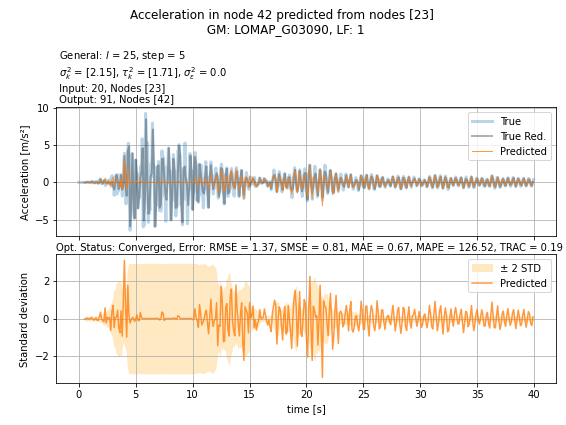 Acceleration in node 42 predicted from nodes [23]
GM: LOMAP_G03090, LF: 1
General: l = 25, step = 5
σ²ₖ = [2.15], τ²ₖ = [1.71], σ²ε = 0.0
Input: 20, Nodes [23]
Output: 91, Nodes [42]
Acceleration [m/s²]
10
5
0
−5
True
True Red.
Predicted
Opt. Status: Converged, Error: RMSE = 1.37, SMSE = 0.81, MAE = 0.67, MAPE = 126.52, TRAC = 0.19
Standard deviation
2
0
−2
± 2 STD
Predicted
0 5 10 15 20 25 30 35 40
time [s]